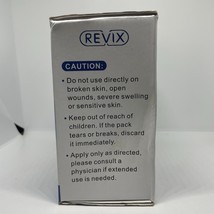 REVIX
CAUTION:
• Do not use directly on
broken skin, open
wounds, severe swelling
or sensitive skin.
• Keep out of reach of
children. If the pack
tears or breaks, discard
it immediately.
• Apply only as directed,
please consult a
physician if extended
use is needed.